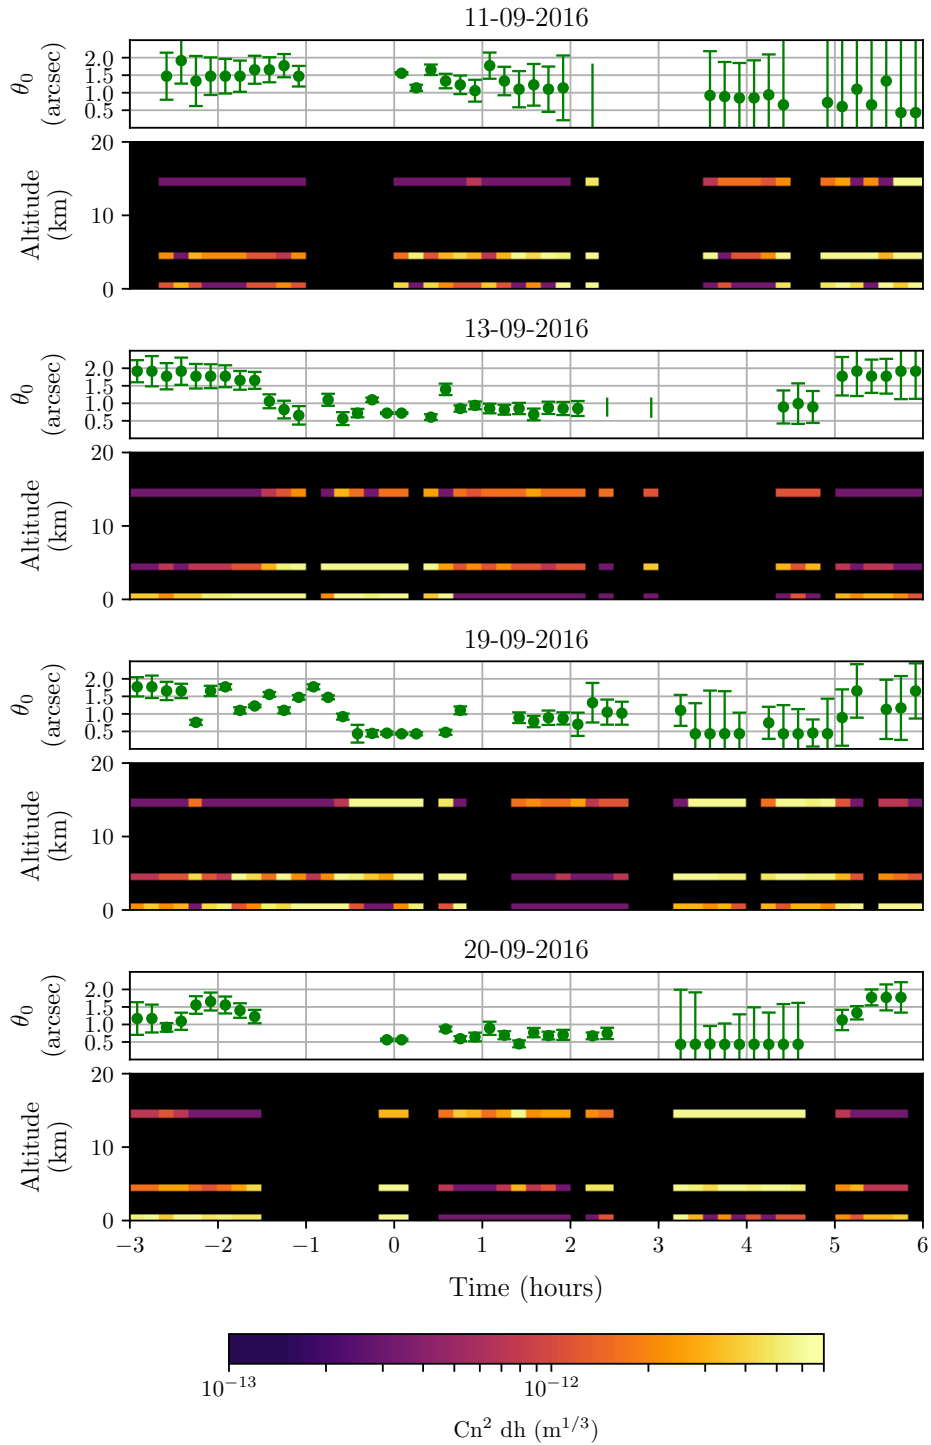 11-09-2016
θ₀
(arcsec)
2.0
1.5
1.0
0.5
Altitude
(km)
20
10
0
13-09-2016
θ₀
(arcsec)
2.0
1.5
1.0
0.5
Altitude
(km)
20
10
0
19-09-2016
θ₀
(arcsec)
2.0
1.5
1.0
0.5
Altitude
(km)
20
10
0
20-09-2016
θ₀
(arcsec)
2.0
1.5
1.0
0.5
Altitude
(km)
20
10
0
−3 −2 −1 0 1 2 3 4 5 6
Time (hours)
10⁻¹³ 10⁻¹²
Cn² dh (m¹ᐟ³)